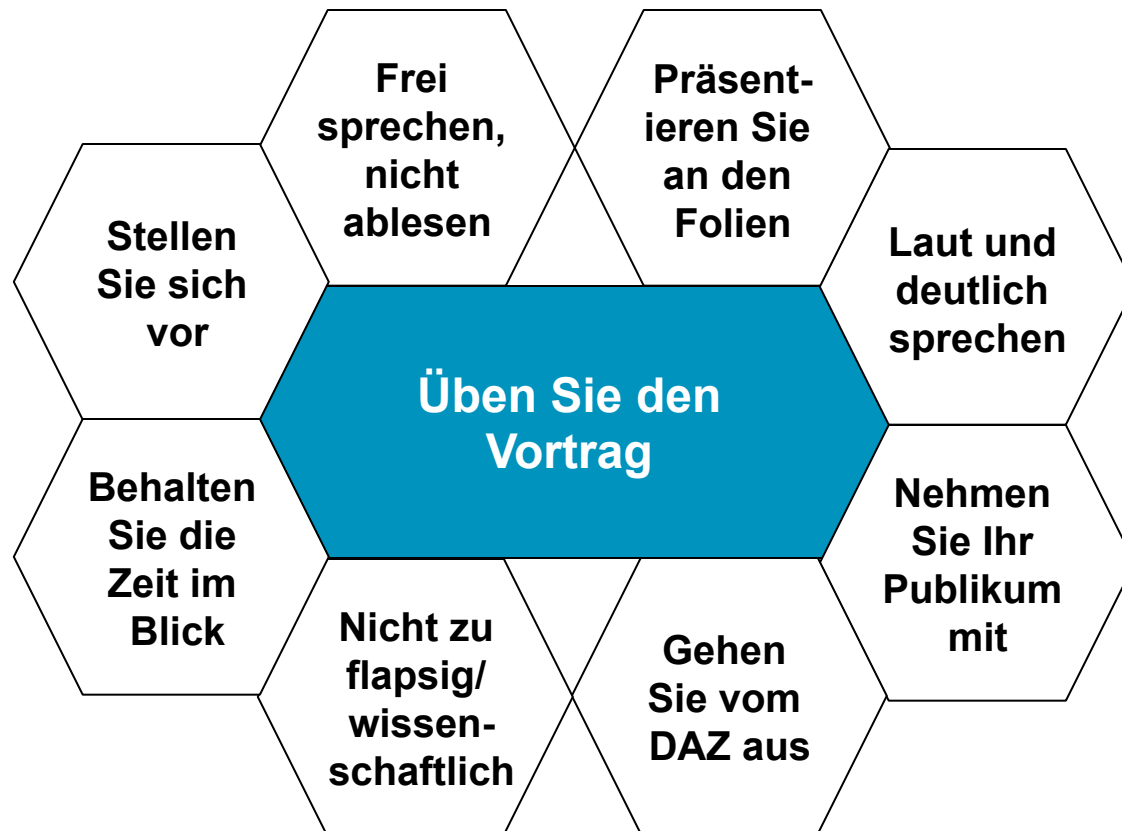 Frei
sprechen,
nicht
ablesen
Präsent-
ieren Sie
an den
Folien
Stellen
Sie sich
vor
Laut und
deutlich
sprechen
Üben Sie den
Vortrag
Behalten
Sie die
Zeit im
Blick
Nehmen
Sie Ihr
Publikum
mit
Nicht zu
flapsig/
wissen-
schaftlich
Gehen
Sie vom
DAZ aus